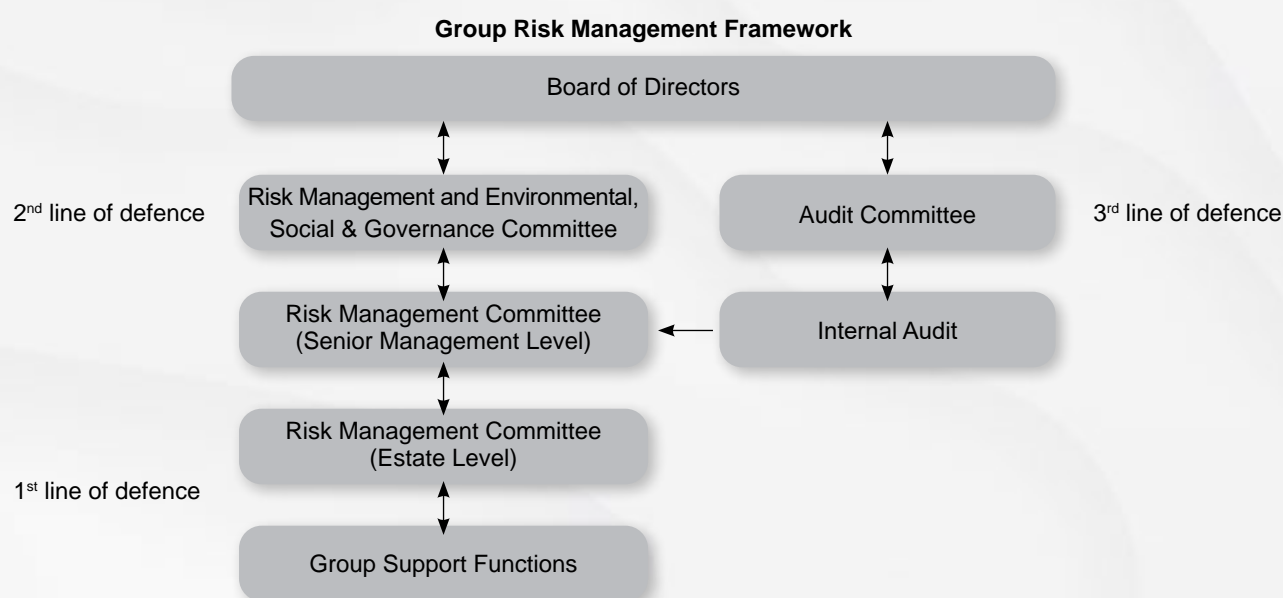 Group Risk Management Framework
Board of Directors
2nd line of defence
Risk Management and Environmental,
Social & Governance Committee
Audit Committee
3rd line of defence
Risk Management Committee
(Senior Management Level)
Internal Audit
Risk Management Committee
(Estate Level)
1st line of defence
Group Support Functions